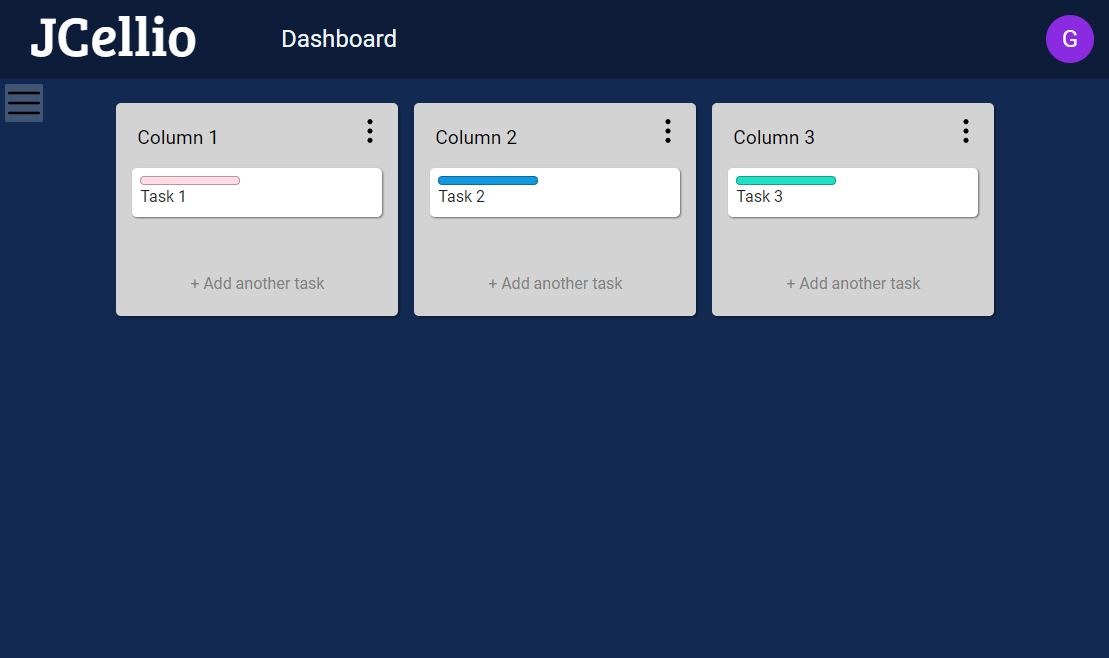 JCellio
Dashboard
G
Column 1
Task 1
+ Add another task
Column 2
Task 2
+ Add another task
Column 3
Task 3
+ Add another task